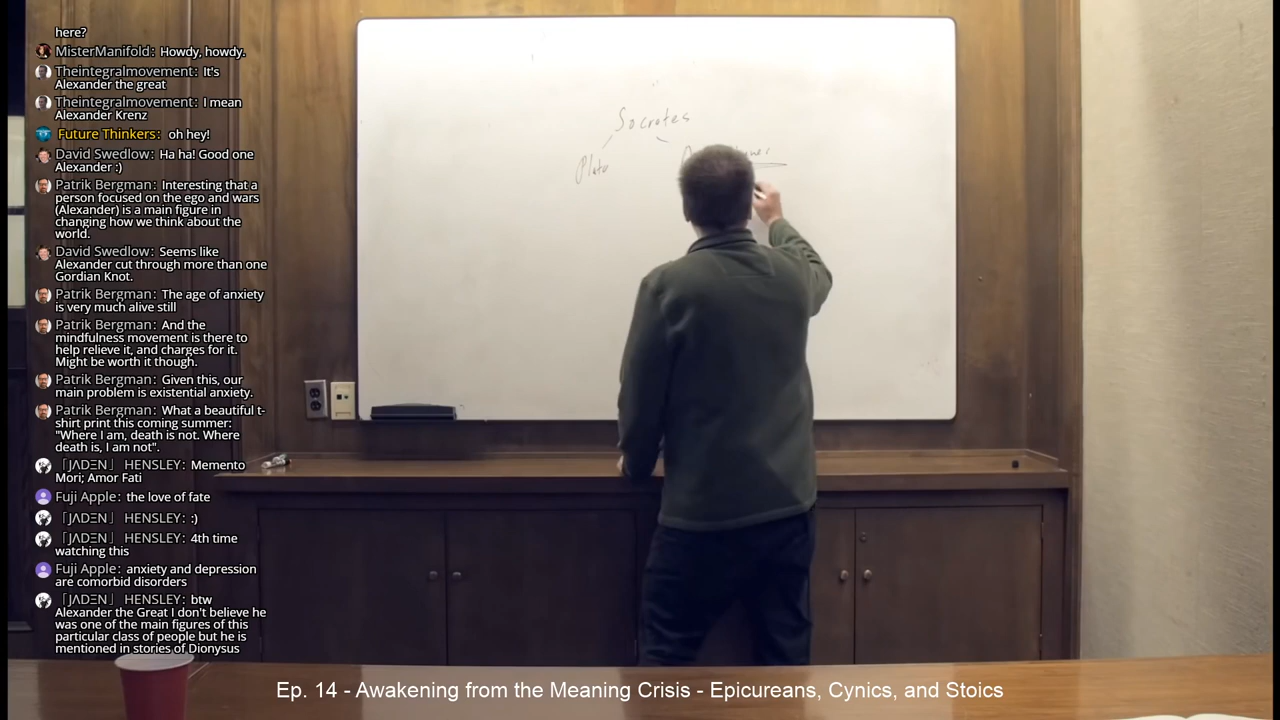 here?
MisterManifold: Howdy, howdy.
Theintegralmovement: It's
Alexander the great
Theintegralmovement: I mean
Alexander Krenz
Future Thinkers: oh hey!
David Swedlow: Ha ha! Good one
Alexander :)
Patrik Bergman: Interesting that a
person focused on the ego and wars
(Alexander) is a main figure in
changing how we think about the
world.
David Swedlow: Seems like
Alexander cut through more than one
Gordian Knot.
Patrik Bergman: The age of anxiety
is very much alive still
Patrik Bergman: And the
mindfulness movement is there to
help relieve it, and charges for it.
Might be worth it though.
Patrik Bergman: Given this, our
main problem is existential anxiety.
Patrik Bergman: What a beautiful t-
shirt print this coming summer:
"Where I am, death is not. Where
death is, I am not".
「JΛDΞN」 HENSLEY: Memento
Mori; Amor Fati
Fuji Apple: the love of fate
「JΛDΞN」 HENSLEY: :)
「JΛDΞN」 HENSLEY: 4th time
watching this
Fuji Apple: anxiety and depression
are comorbid disorders
「JΛDΞN」 HENSLEY: btw
Alexander the Great I don't believe he
was one of the main figures of this
particular class of people but he is
mentioned in stories of Dionysus
Socrates
Plato
Ep. 14 - Awakening from the Meaning Crisis - Epicureans, Cynics, and Stoics